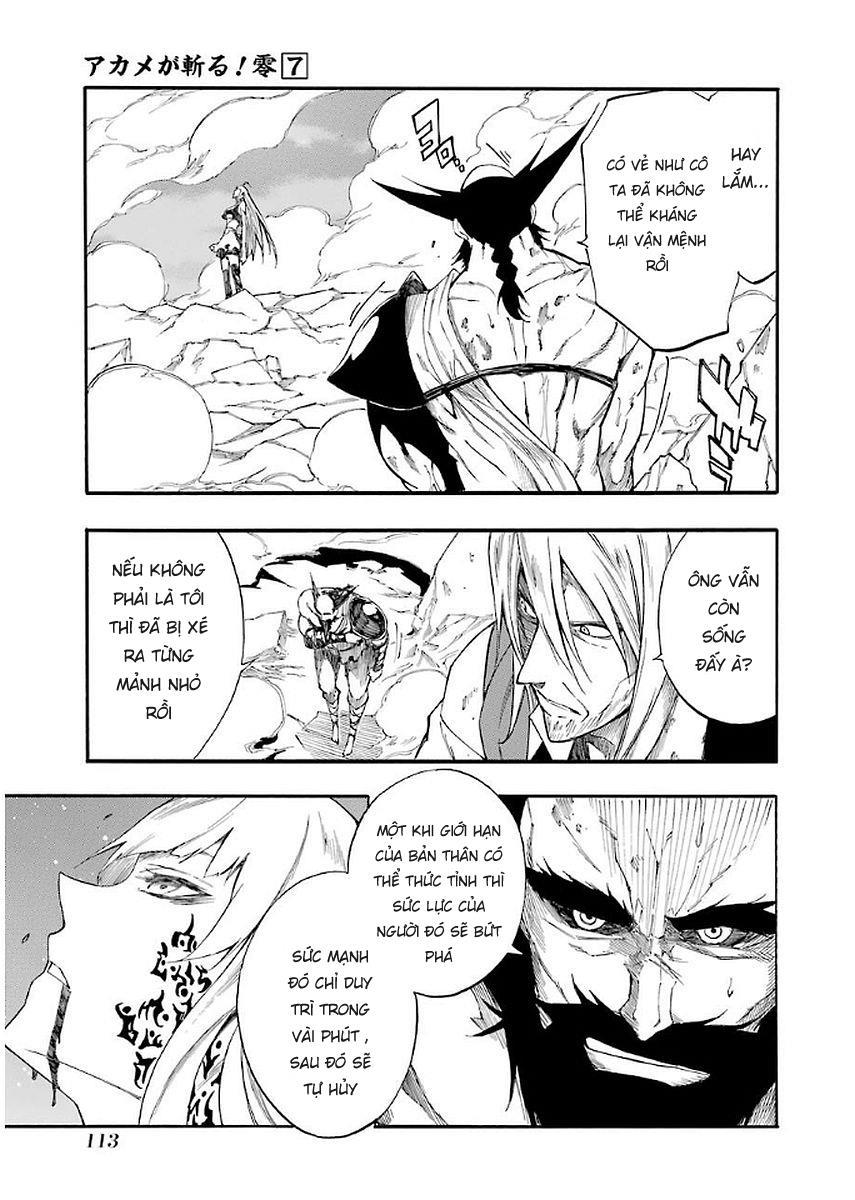 アカメが斬る！零 7
HAY
LẮM...
CÓ VẺ NHƯ CÔ
TA ĐÃ KHÔNG
THỂ KHÁNG
LẠI VẬN MỆNH
RỒI
ヨロ...
ÔNG VẪN
CÒN
SỐNG
ĐẤY À?
NẾU KHÔNG
PHẢI LÀ TÔI
THÌ ĐÃ BỊ XÉ
RA TỪNG
MẢNH NHỎ
RỒI
MỘT KHI GIỚI HẠN
CỦA BẢN THÂN CÓ
THỂ THỨC TỈNH THÌ
SỨC LỰC CỦA
NGƯỜI ĐÓ SẼ BỨT
PHÁ
SỨC MẠNH
ĐÓ CHỈ DUY
TRÌ TRONG
VÀI PHÚT ,
SAU ĐÓ SẼ
TỰ HỦY
113